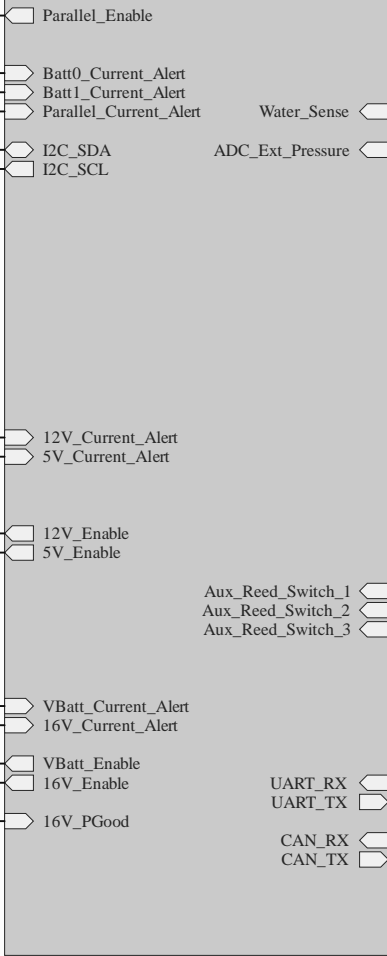 Parallel_Enable
Batt0_Current_Alert
Batt1_Current_Alert
Parallel_Current_Alert
Water_Sense
I2C_SDA
ADC_Ext_Pressure
I2C_SCL
12V_Current_Alert
5V_Current_Alert
12V_Enable
5V_Enable
Aux_Reed_Switch_1
Aux_Reed_Switch_2
Aux_Reed_Switch_3
VBatt_Current_Alert
16V_Current_Alert
VBatt_Enable
16V_Enable
UART_RX
UART_TX
16V_PGood
CAN_RX
CAN_TX